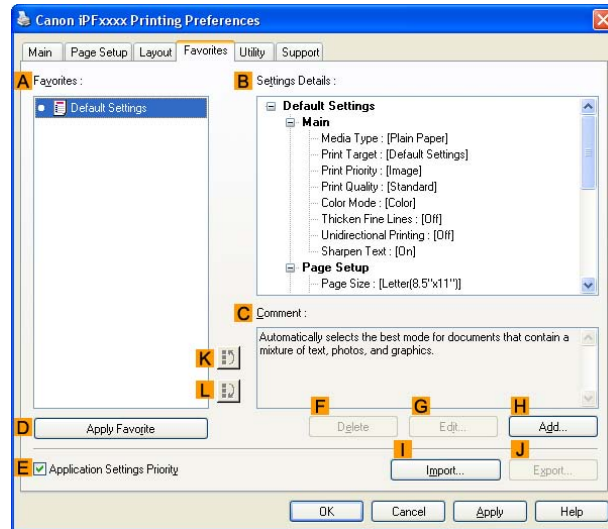 Canon iPFxxxx Printing Preferences
Main Page Setup Layout Favorites Utility Support
A Favorites :
Default Settings
B Settings Details :
Default Settings
Main
Media Type : [Plain Paper]
Print Target : [Default Settings]
Print Priority : [Image]
Print Quality : [Standard]
Color Mode : [Color]
Thicken Fine Lines : [Off]
Unidirectional Printing : [Off]
Sharpen Text : [On]
Page Setup
Page Size : [Letter(8.5"x11")]
C Comment :
Automatically selects the best mode for documents that contain a
mixture of text, photos, and graphics.
K
L
D Apply Favorite
F Delete
G Edit...
H Add...
E Application Settings Priority
I Import...
J Export...
OK Cancel Apply Help